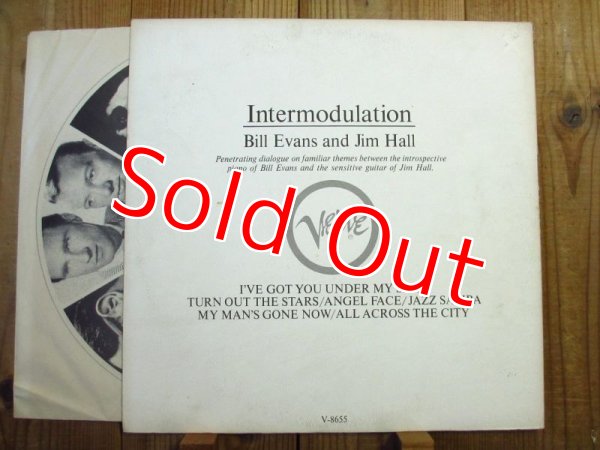 Intermodulation
Bill Evans and Jim Hall
Penetrating dialogue on familiar themes between the introspective
piano of Bill Evans and the sensitive guitar of Jim Hall.
Sold Out
Verve
I'VE GOT YOU UNDER MY
TURN OUT THE STARS/ANGEL FACE/JAZZ
MY MAN'S GONE NOW/ALL ACROSS THE CITY
V-8655